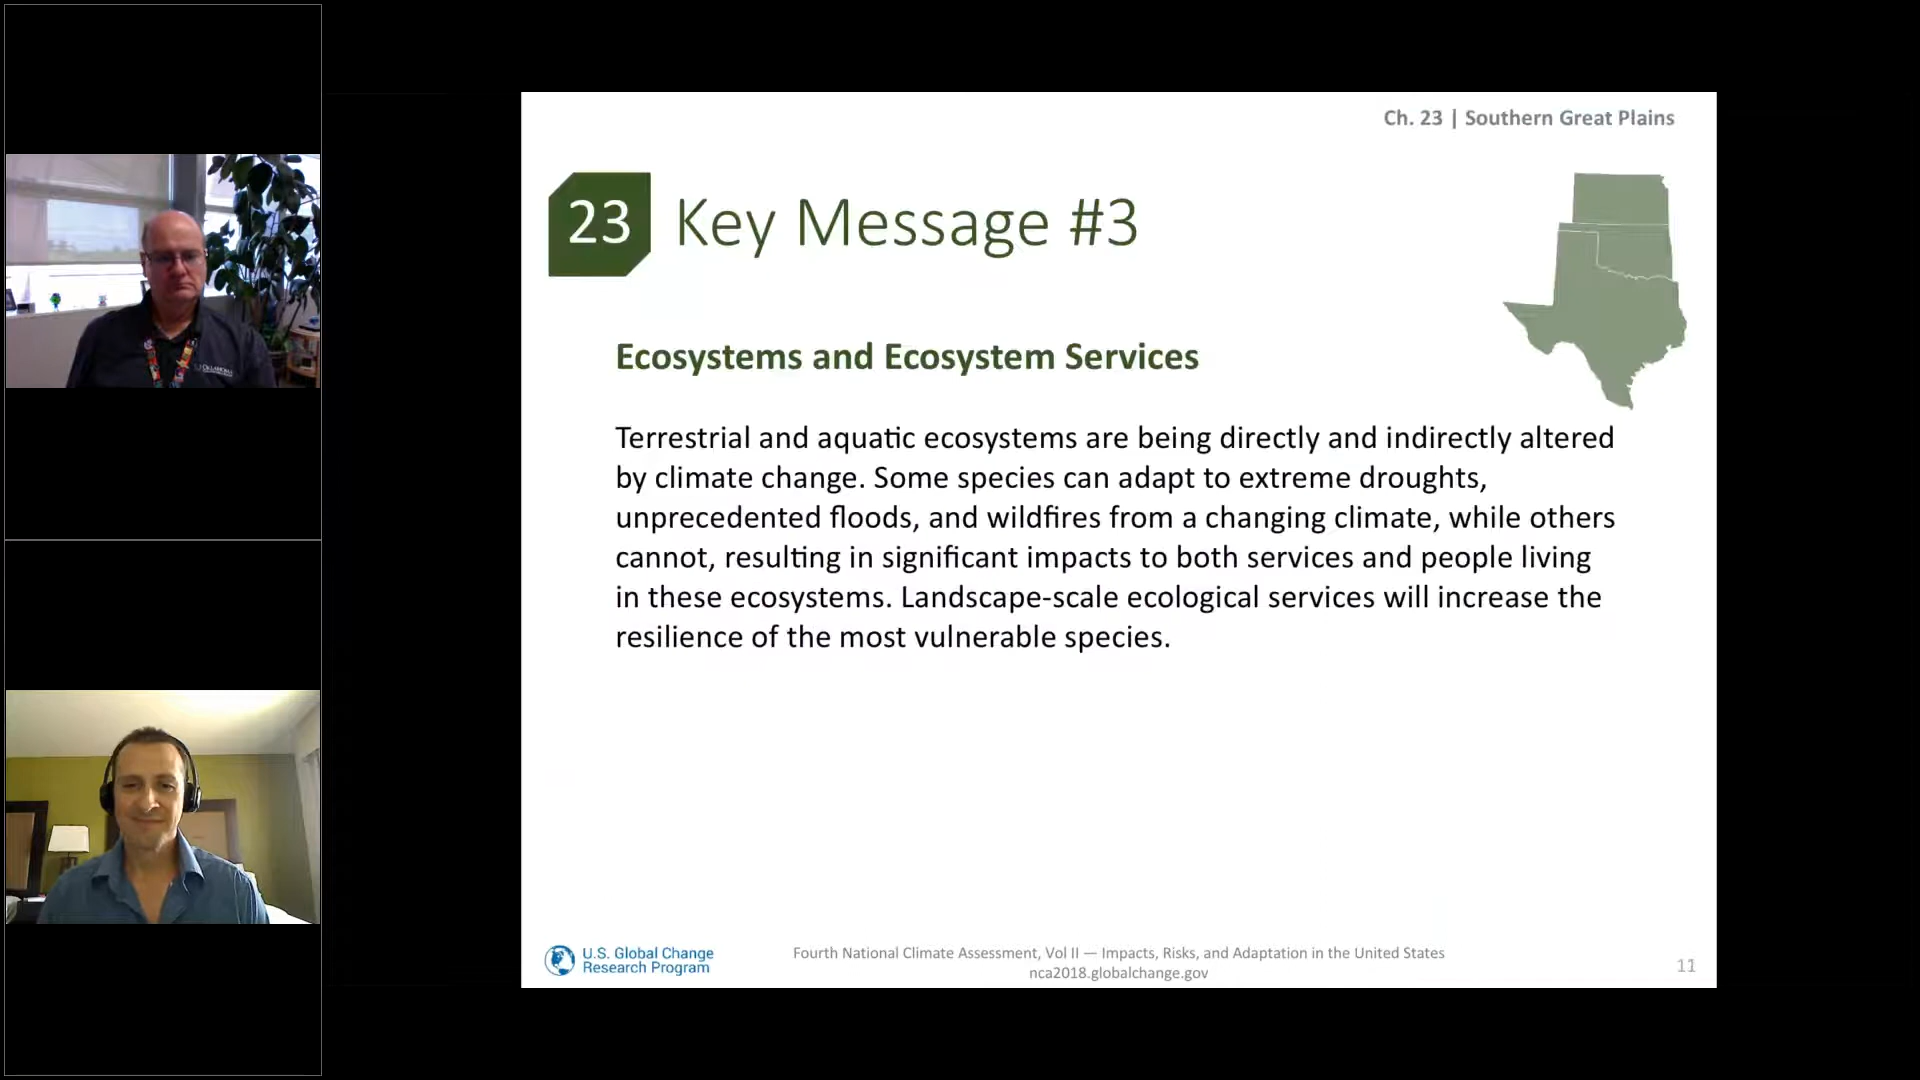 Ch. 23 | Southern Great Plains
23 Key Message #3
Ecosystems and Ecosystem Services
Terrestrial and aquatic ecosystems are being directly and indirectly altered
by climate change. Some species can adapt to extreme droughts,
unprecedented floods, and wildfires from a changing climate, while others
cannot, resulting in significant impacts to both services and people living
in these ecosystems. Landscape-scale ecological services will increase the
resilience of the most vulnerable species.
U.S. Global Change
Research Program
Fourth National Climate Assessment, Vol II — Impacts, Risks, and Adaptation in the United States
nca2018.globalchange.gov
11
OKLAHOMA